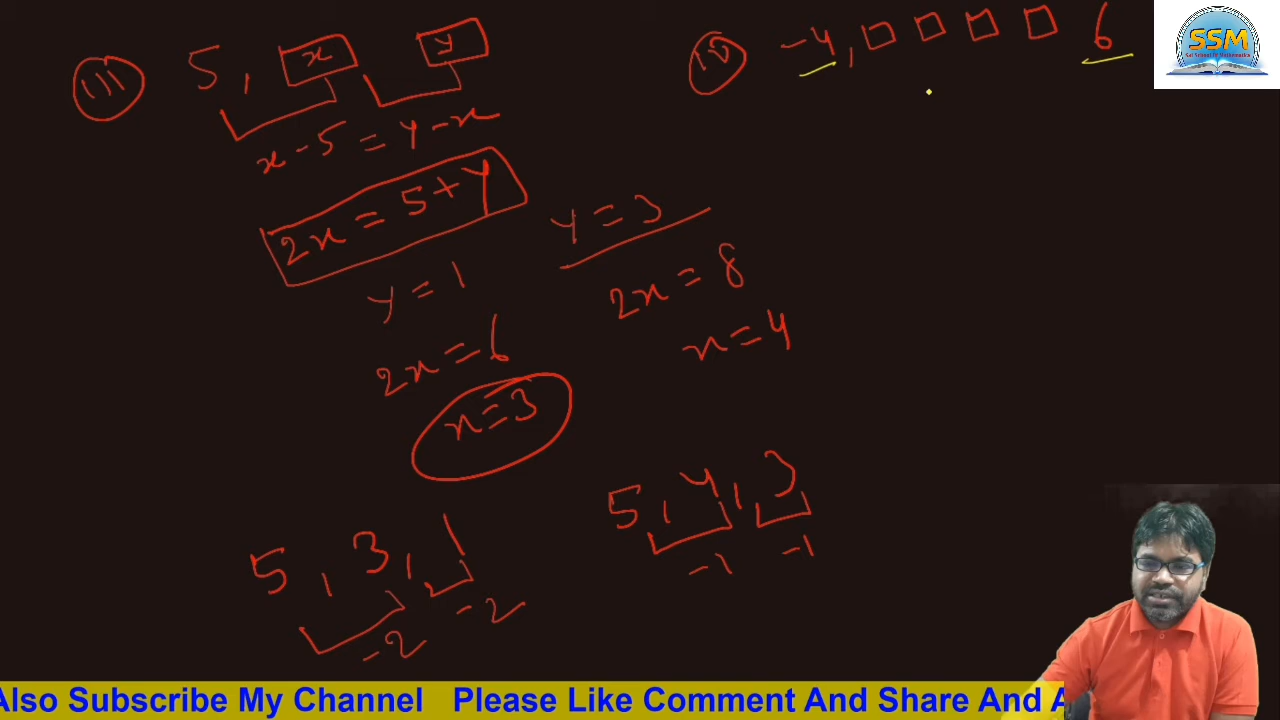 (III) 5, x y
x - 5 = y - x
2x = 5 + y
y = 1
2x = 6
x = 3
5, 3, 1
-2 -2
y = 3
2x = 8
x = 4
5, 4, 3
-1 -1
(IV) -4, □ □ □ □ 6
SSM
Also Subscribe My Channel Please Like Comment And Share And A